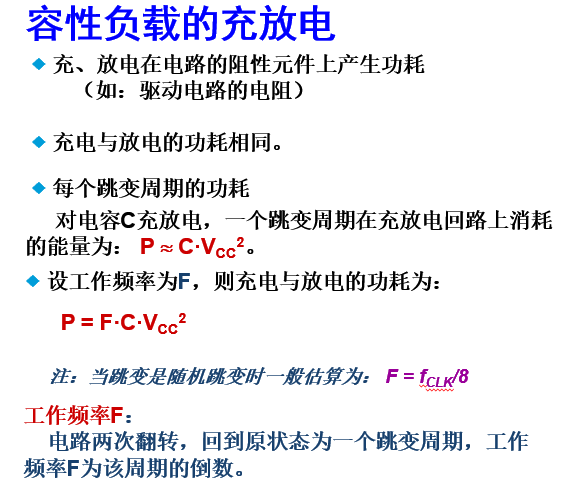 容性负载的充放电
◆ 充、放电在电路的阻性元件上产生功耗
（如：驱动电路的电阻）
◆ 充电与放电的功耗相同。
◆ 每个跳变周期的功耗
对电容C充放电，一个跳变周期在充放电回路上消耗
的能量为： P ≈ C·V_CC²。
◆ 设工作频率为F，则充电与放电的功耗为：
P = F·C·V_CC²
注：当跳变是随机跳变时一般估算为： F = f_CLK/8
工作频率F：
电路两次翻转，回到原状态为一个跳变周期，工作
频率F为该周期的倒数。